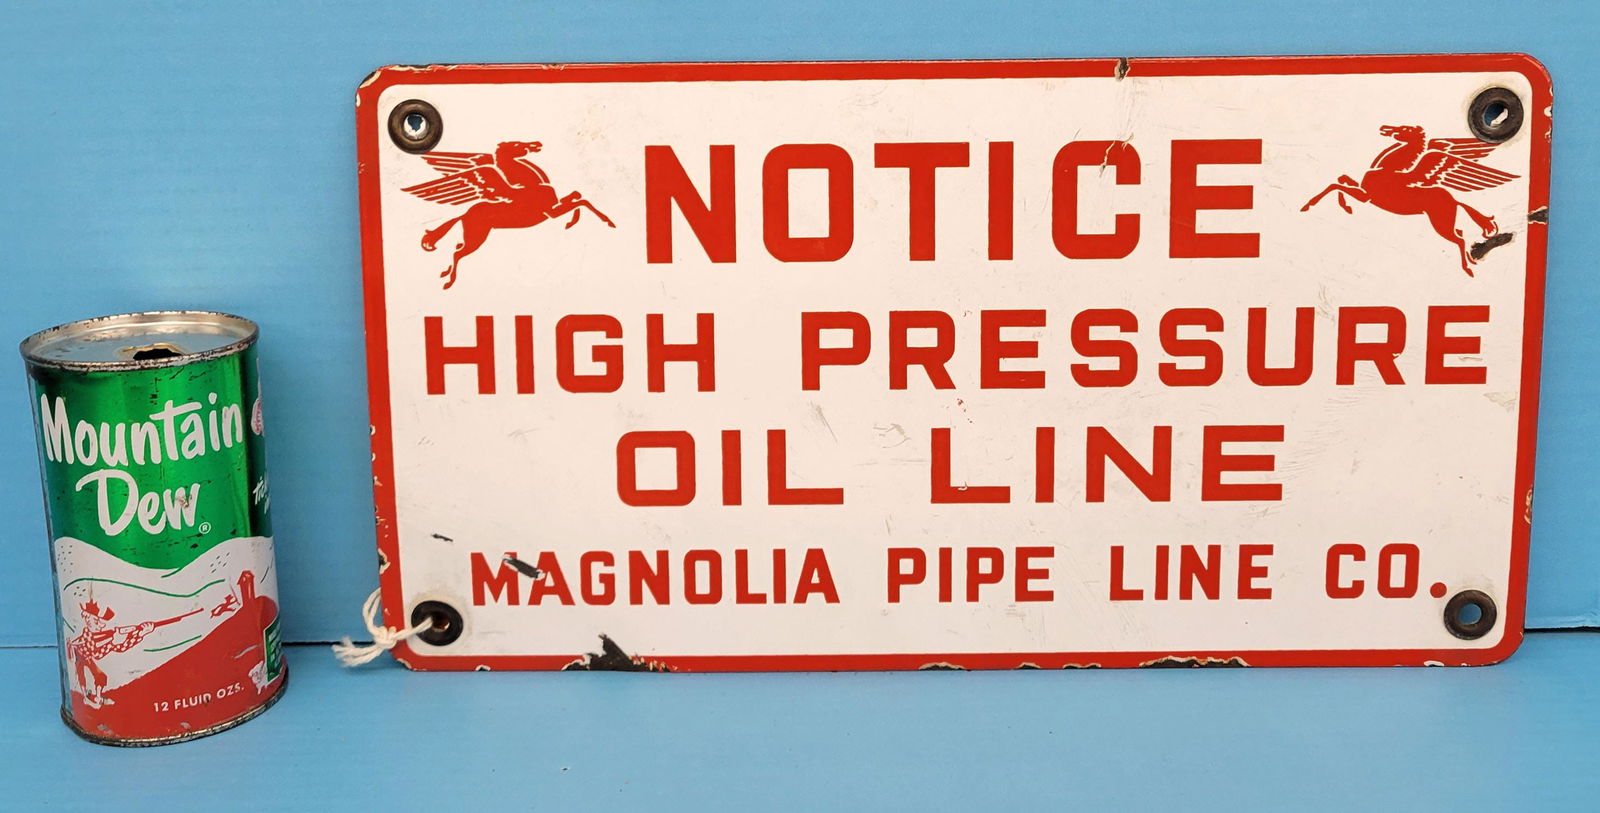 NOTICE
HIGH PRESSURE
OIL LINE
MAGNOLIA PIPE LINE CO.
Mountain
Dew
®
12 FLUID OZS.